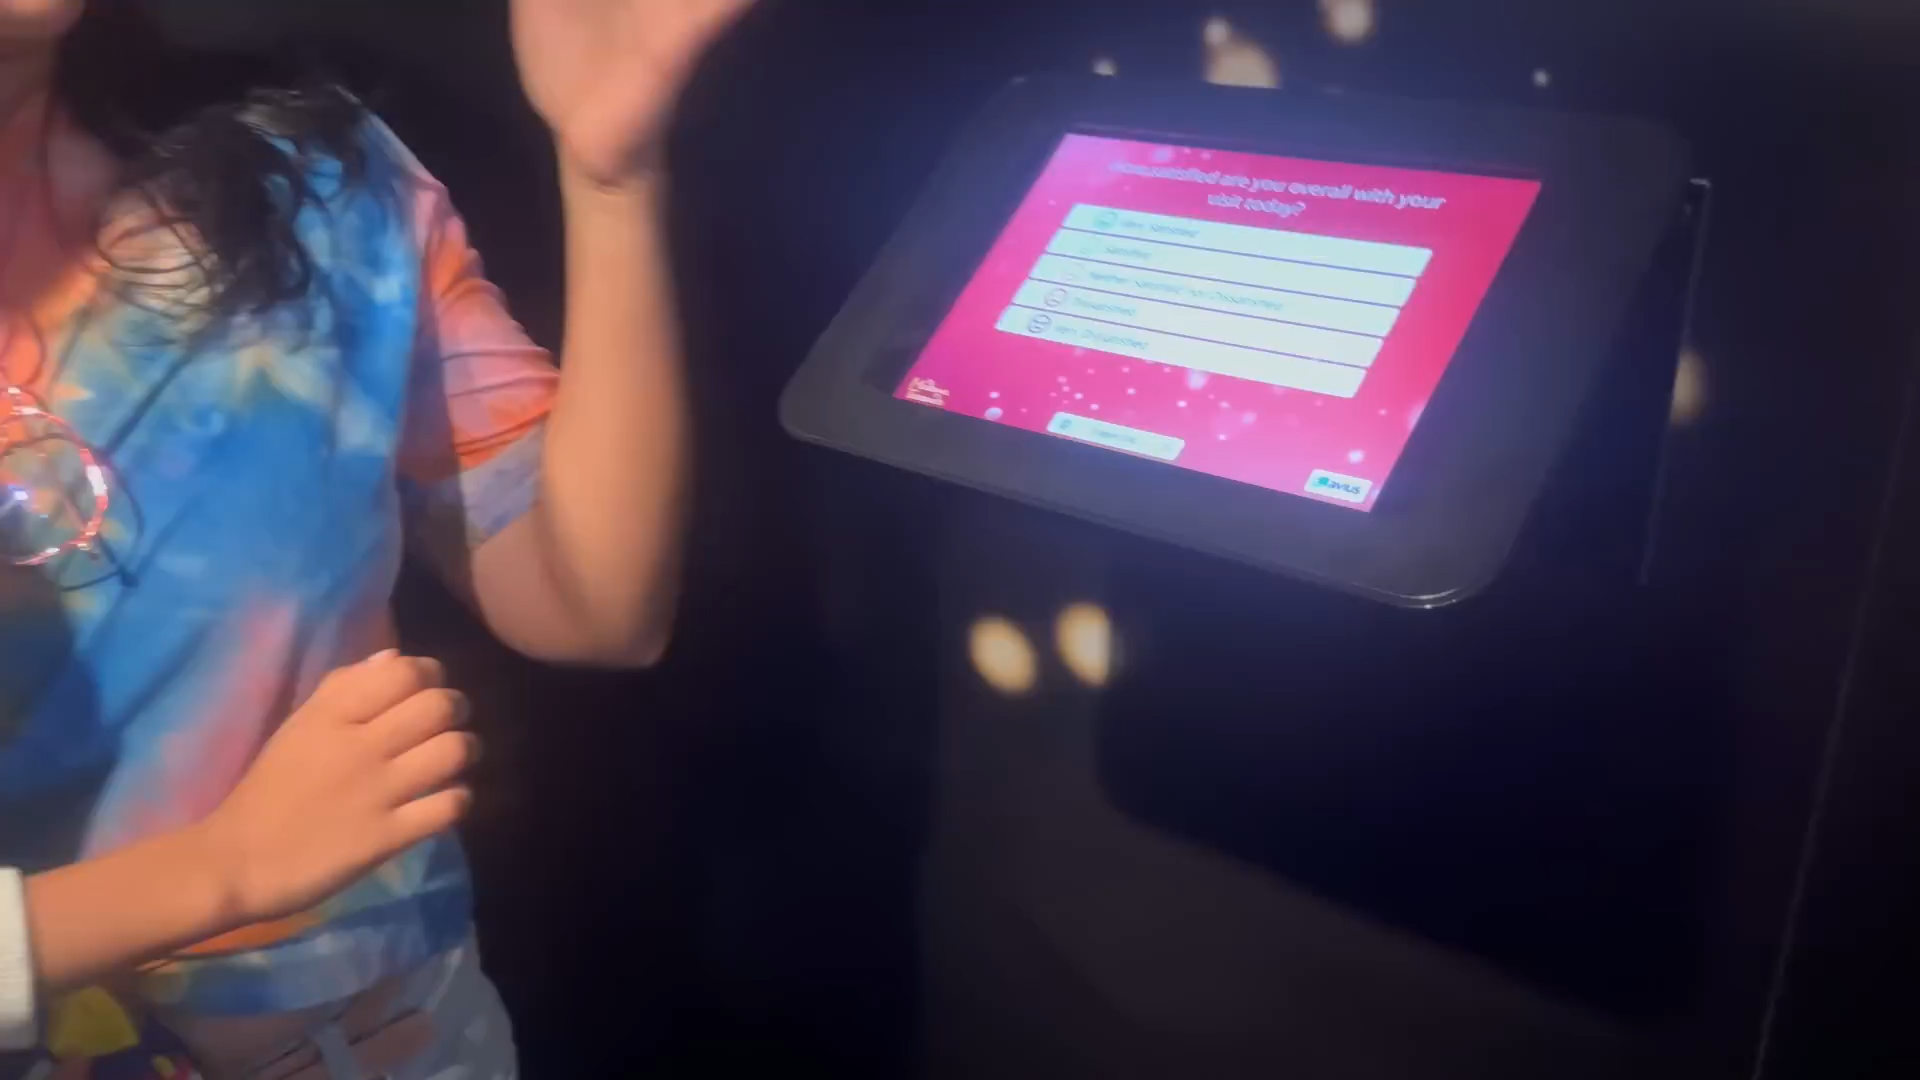 How satisfied are you overall with your
visit today?
Very Satisfied
Satisfied
Neither Satisfied nor Dissatisfied
Dissatisfied
Very Dissatisfied
avius